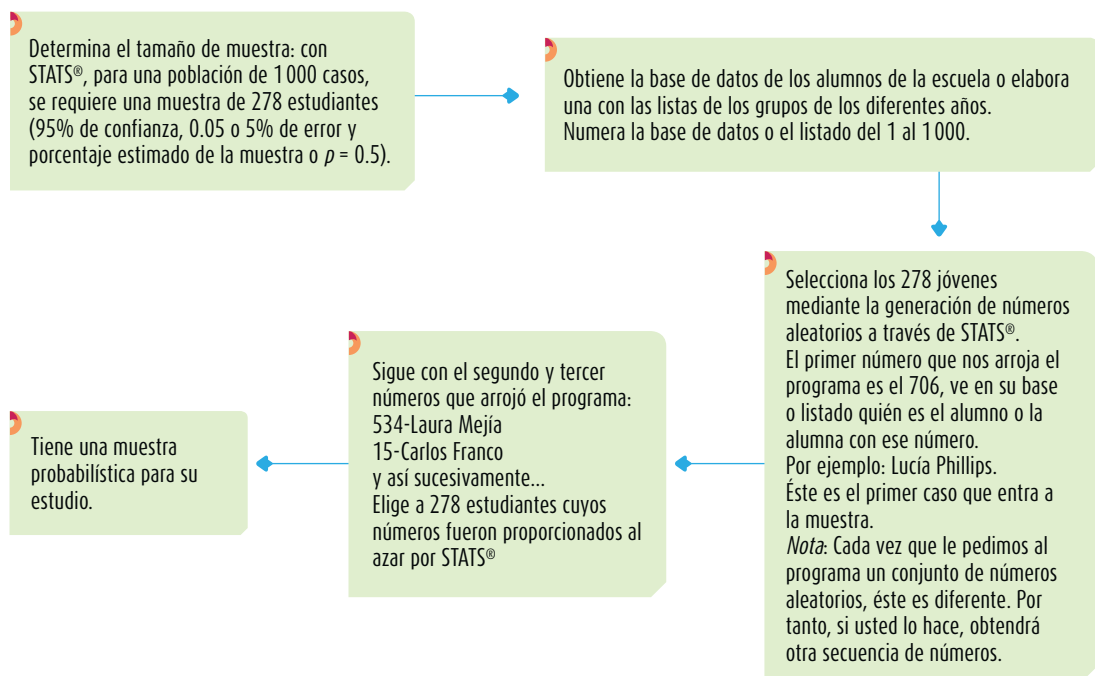 Determina el tamaño de muestra: con
STATS®, para una población de 1 000 casos,
se requiere una muestra de 278 estudiantes
(95% de confianza, 0.05 o 5% de error y
porcentaje estimado de la muestra o p = 0.5).
Obtiene la base de datos de los alumnos de la escuela o elabora
una con las listas de los grupos de los diferentes años.
Numera la base de datos o el listado del 1 al 1 000.
Selecciona los 278 jóvenes
mediante la generación de números
aleatorios a través de STATS®.
El primer número que nos arroja el
programa es el 706, ve en su base
o listado quién es el alumno o la
alumna con ese número.
Por ejemplo: Lucía Phillips.
Éste es el primer caso que entra a
la muestra.
Nota: Cada vez que le pedimos al
programa un conjunto de números
aleatorios, éste es diferente. Por
tanto, si usted lo hace, obtendrá
otra secuencia de números.
Sigue con el segundo y tercer
números que arrojó el programa:
534-Laura Mejía
15-Carlos Franco
y así sucesivamente...
Elige a 278 estudiantes cuyos
números fueron proporcionados al
azar por STATS®
Tiene una muestra
probabilística para su
estudio.